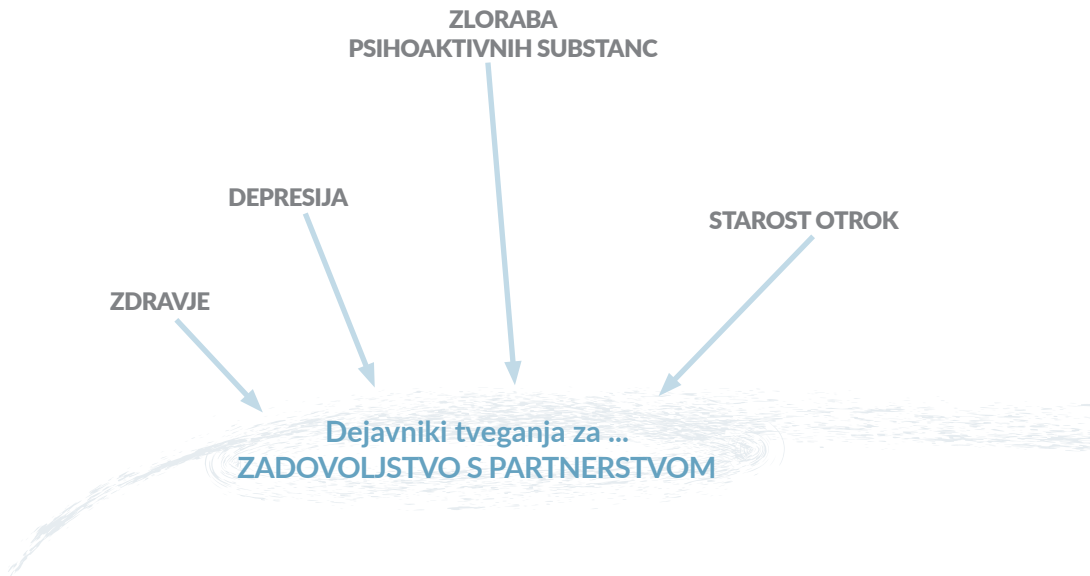 ZLORABA
PSIHOAKTIVNIH SUBSTANC
DEPRESIJA
STAROST OTROK
ZDRAVJE
Dejavniki tveganja za ...
ZADOVOLJSTVO S PARTNERSTVOM